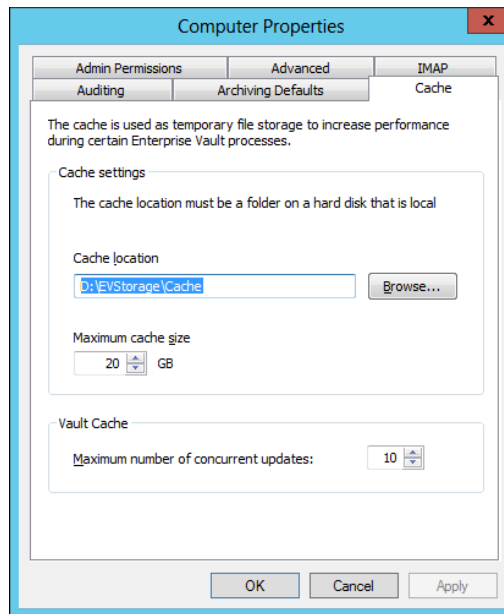 Computer Properties
x
Admin Permissions
Advanced
IMAP
Auditing
Archiving Defaults
Cache
The cache is used as temporary file storage to increase performance
during certain Enterprise Vault processes.
Cache settings
The cache location must be a folder on a hard disk that is local
Cache location
D:\EVStorage\Cache
Browse...
Maximum cache size
20
GB
Vault Cache
Maximum number of concurrent updates:
10
OK
Cancel
Apply